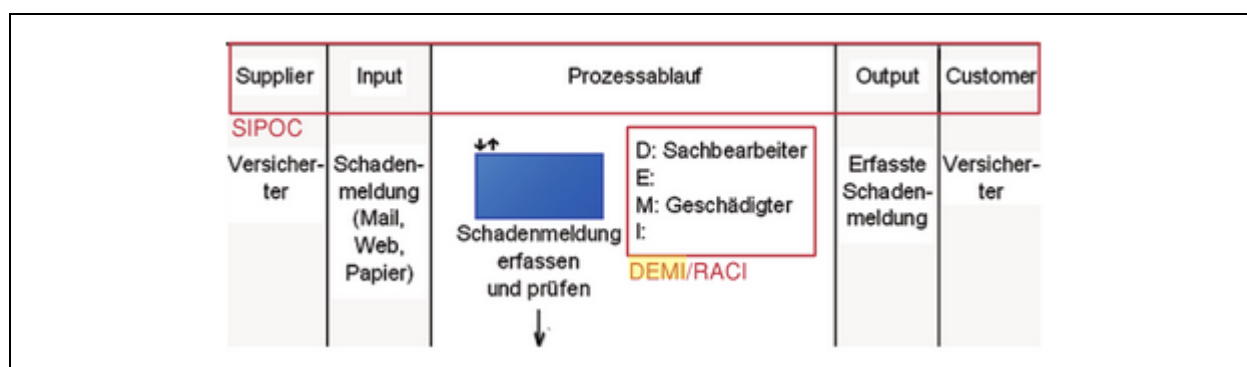 Supplier
Input
Prozessablauf
Output
Customer
SIPOC
Versicher-
ter
Schaden-
meldung
(Mail,
Web,
Papier)
Schadenmeldung
erfassen
und prüfen
D: Sachbearbeiter
E:
M: Geschädigter
I:
DEMI/RACI
Erfasste
Schaden-
meldung
Versicher-
ter